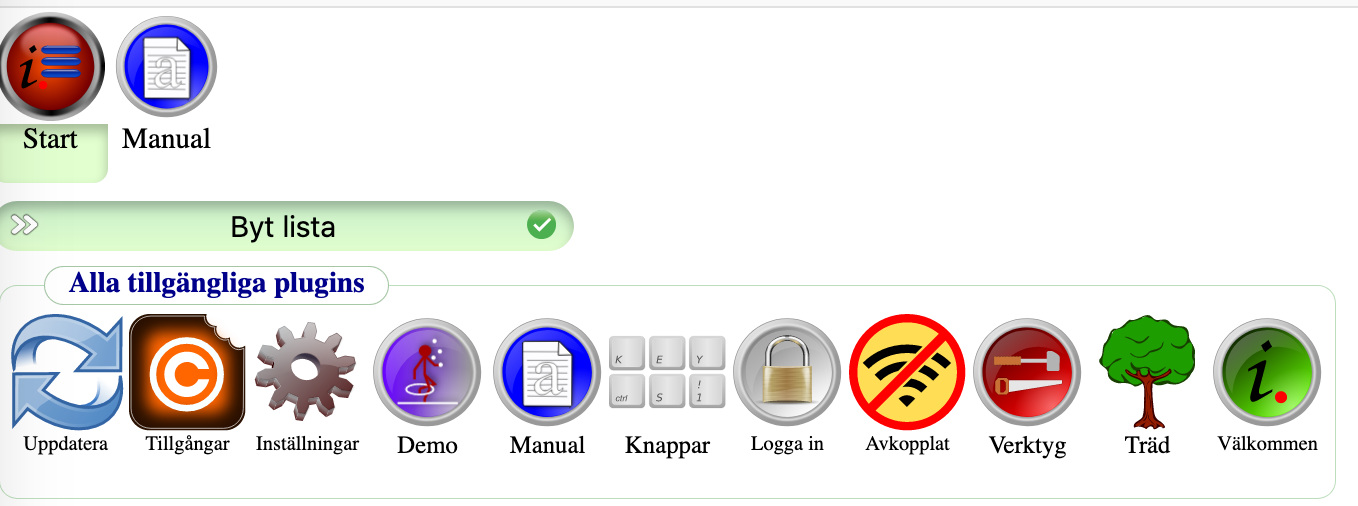 Start Manual
Byt lista
Alla tillgängliga plugins
K E Y
ctrl S ! 1
Uppdatera Tillgångar Inställningar Demo Manual Knappar Logga in Avkopplat Verktyg Träd Välkommen